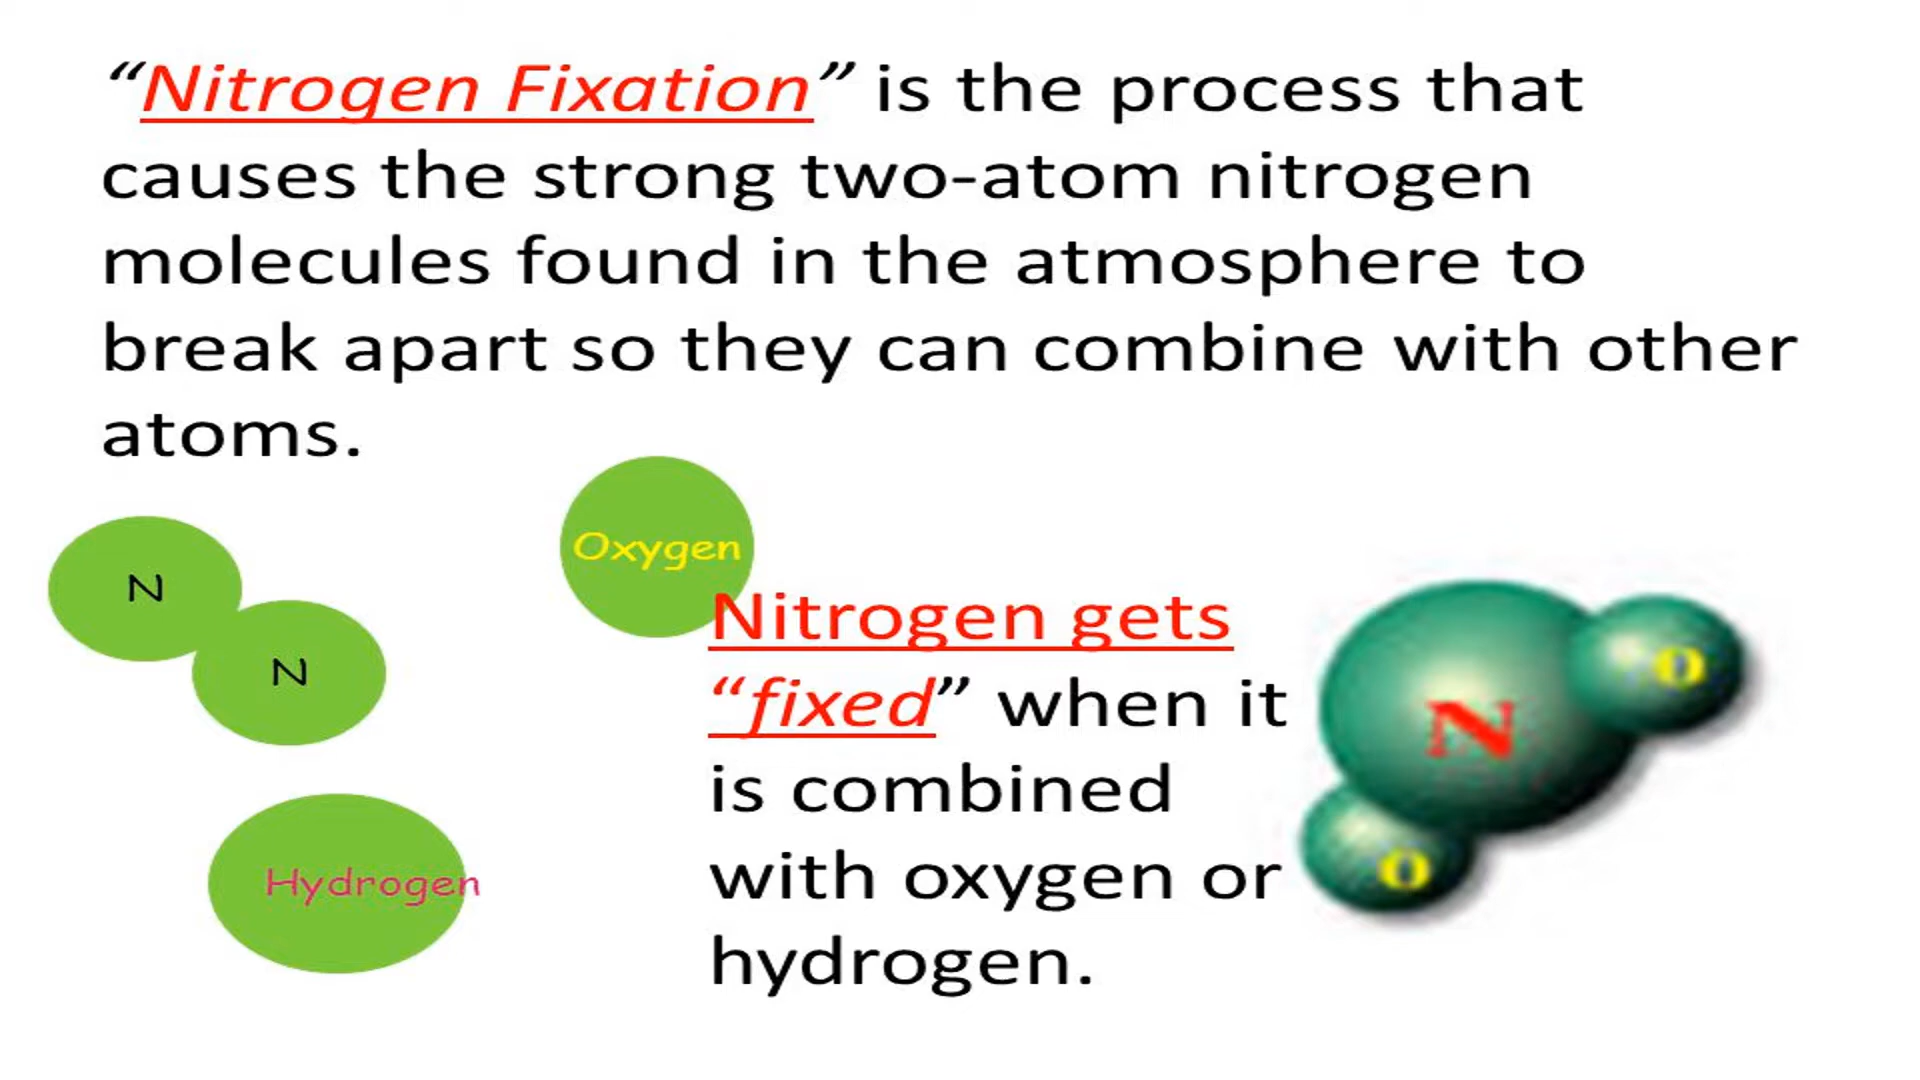 “Nitrogen Fixation” is the process that
causes the strong two-atom nitrogen
molecules found in the atmosphere to
break apart so they can combine with other
atoms.
N
N
Oxygen
Hydrogen
Nitrogen gets
“fixed” when it
is combined
with oxygen or
hydrogen.
N
O
O